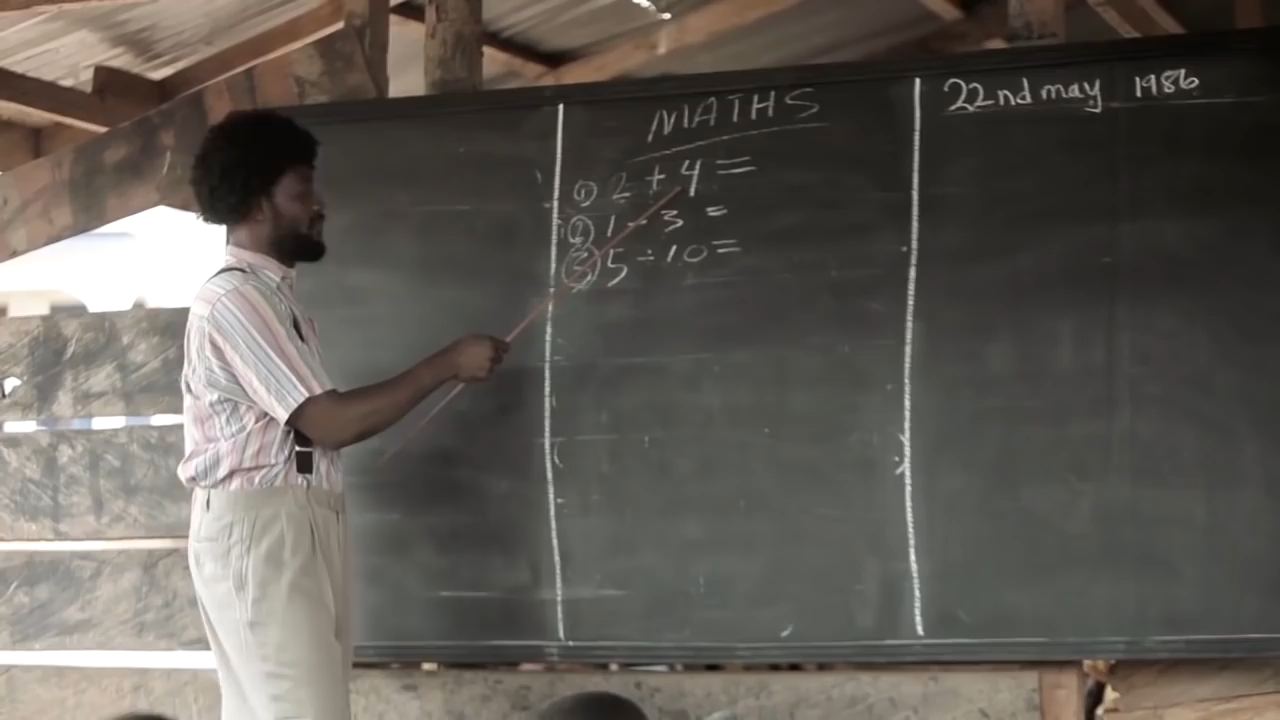 MATHS
① 2 + 4 =
② 1 - 3 =
③ 5 ÷ 10 =
22nd may 1986